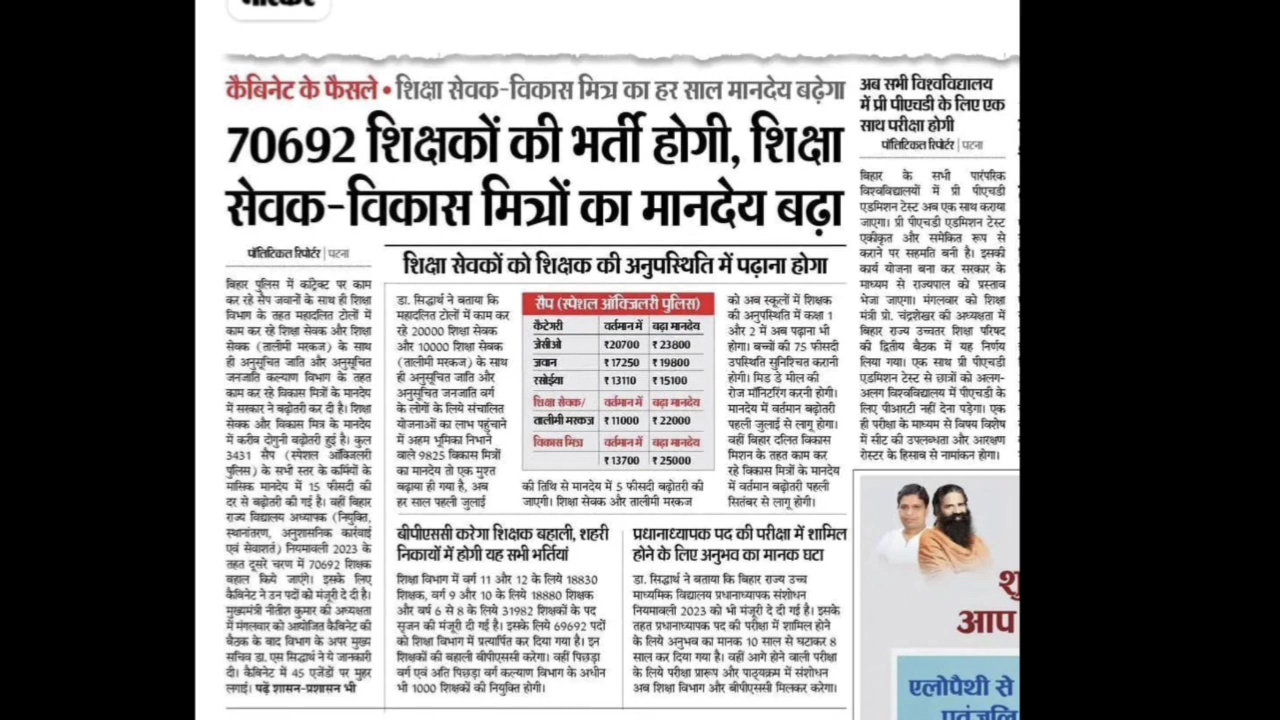 भास्कर
कैबिनेट के फैसले • शिक्षा सेवक-विकास मित्र का हर साल मानदेय बढ़ेगा
70692 शिक्षकों की भर्ती होगी, शिक्षा
सेवक-विकास मित्रों का मानदेय बढ़ा
पॉलिटिकल रिपोर्टर | पटना
बिहार पुलिस में कांट्रेक्ट पर काम
कर रहे सैप जवानों के साथ ही शिक्षा
विभाग के तहत महादलित टोलों में
काम कर रहे शिक्षा सेवक और शिक्षा
सेवक (तालीमी मरकज) के साथ
ही अनुसूचित जाति और अनुसूचित
जनजाति कल्याण विभाग के तहत
काम कर रहे विकास मित्रों के मानदेय
में सरकार ने बढ़ोतरी कर दी है। शिक्षा
सेवक और विकास मित्र के मानदेय
में करीब दोगुनी बढ़ोतरी हुई है। कुल
3431 सैप (स्पेशल ऑक्जिलरी
पुलिस) के सभी स्तर के कर्मियों के
मासिक मानदेय में 15 फीसदी की
दर से बढ़ोतरी की गई है। वहीं बिहार
राज्य विद्यालय अध्यापक (नियुक्ति,
स्थानांतरण, अनुशासनिक कार्रवाई
एवं सेवाशर्त) नियमावली 2023 के
तहत दूसरे चरण में 70692 शिक्षक
बहाल किये जाएंगे। इसके लिए
कैबिनेट ने उन पदों को मंजूरी दे दी है।
मुख्यमंत्री नीतीश कुमार की अध्यक्षता
में मंगलवार को आयोजित कैबिनेट की
बैठक के बाद विभाग के अपर मुख्य
सचिव डा. एस सिद्धार्थ ने ये जानकारी
दी। कैबिनेट में 45 एजेंडों पर मुहर
लगाई। पढ़ें शासन-प्रशासन भी
शिक्षा सेवकों को शिक्षक की अनुपस्थिति में पढ़ाना होगा
डा. सिद्धार्थ ने बताया कि
महादलित टोलों में काम कर
रहे 20000 शिक्षा सेवक
और 10000 शिक्षा सेवक
(तालीमी मरकज) के साथ
ही अनुसूचित जाति और
अनुसूचित जनजाति वर्ग
के लोगों के लिये संचालित
योजनाओं का लाभ पहुंचाने
में अहम भूमिका निभाने
वाले 9825 विकास मित्रों
का मानदेय तो एक मुश्त
बढ़ाया ही गया है, अब
हर साल पहली जुलाई
सैप (स्पेशल ऑक्जिलरी पुलिस)
कैटेगरी वर्तमान में बढ़ा मानदेय
जेसीओ ₹20700 ₹23800
जवान ₹17250 ₹19800
रसोईया ₹13110 ₹15100
शिक्षा सेवक/ वर्तमान में बढ़ा मानदेय
तालीमी मरकज ₹11000 ₹22000
विकास मित्र वर्तमान में बढ़ा मानदेय
₹13700 ₹25000
की तिथि से मानदेय में 5 फीसदी बढ़ोतरी की
जाएगी। शिक्षा सेवक और तालीमी मरकज
को अब स्कूलों में शिक्षक
की अनुपस्थिति में कक्षा 1
और 2 में अब पढ़ाना भी
होगा। बच्चों की 75 फीसदी
उपस्थिति सुनिश्चित करानी
होगी। मिड डे मील की
रोज मॉनिटरिंग करनी होगी।
मानदेय में वर्तमान बढ़ोतरी
पहली जुलाई से लागू होगा।
वहीं बिहार दलित विकास
मिशन के तहत काम कर
रहे विकास मित्रों के मानदेय
में वर्तमान बढ़ोतरी पहली
सितंबर से लागू होगी।
बीपीएससी करेगा शिक्षक बहाली, शहरी
निकायों में होगी यह सभी भर्तियां
शिक्षा विभाग में वर्ग 11 और 12 के लिये 18830
शिक्षक, वर्ग 9 और 10 के लिये 18880 शिक्षक
और वर्ष 6 से 8 के लिये 31982 शिक्षकों के पद
सृजन की मंजूरी दी गई है। इसके लिये 69692 पदों
को शिक्षा विभाग में प्रत्यार्पित कर दिया गया है। इन
शिक्षकों की बहाली बीपीएससी करेगा। वहीं पिछड़ा
वर्ग एवं अति पिछड़ा वर्ग कल्याण विभाग के अधीन
भी 1000 शिक्षकों की नियुक्ति होगी।
प्रधानाध्यापक पद की परीक्षा में शामिल
होने के लिए अनुभव का मानक घटा
डा. सिद्धार्थ ने बताया कि बिहार राज्य उच्च
माध्यमिक विद्यालय प्रधानाध्यापक संशोधन
नियमावली 2023 को भी मंजूरी दे दी गई है। इसके
तहत प्रधानाध्यापक पद की परीक्षा में शामिल होने
के लिये अनुभव का मानक 10 साल से घटाकर 8
साल कर दिया गया है। वहीं आगे होने वाली परीक्षा
के लिये परीक्षा प्रारूप और पाठ्यक्रम में संशोधन
अब शिक्षा विभाग और बीपीएससी मिलकर करेगा।
अब सभी विश्वविद्यालय
में प्री पीएचडी के लिए एक
साथ परीक्षा होगी
पॉलिटिकल रिपोर्टर | पटना
बिहार के सभी पारंपरिक
विश्वविद्यालयों में प्री पीएचडी
एडमिशन टेस्ट अब एक साथ कराया
जाएगा। प्री पीएचडी एडमिशन टेस्ट
एकीकृत और समेकित रूप से
कराने पर सहमति बनी है। इसकी
कार्य योजना बना कर सरकार के
माध्यम से राज्यपाल को प्रस्ताव
भेजा जाएगा। मंगलवार को शिक्षा
मंत्री प्रो. चंद्रशेखर की अध्यक्षता में
बिहार राज्य उच्चतर शिक्षा परिषद
की द्वितीय बैठक में यह निर्णय
लिया गया। एक साथ प्री पीएचडी
एडमिशन टेस्ट से छात्रों को अलग-
अलग विश्वविद्यालय में पीएचडी के
लिए पीआरटी नहीं देना पड़ेगा। एक
ही परीक्षा के माध्यम से विषय विशेष
में सीट की उपलब्धता और आरक्षण
रोस्टर के हिसाब से नामांकन होगा।
आप
एलोपैथी से